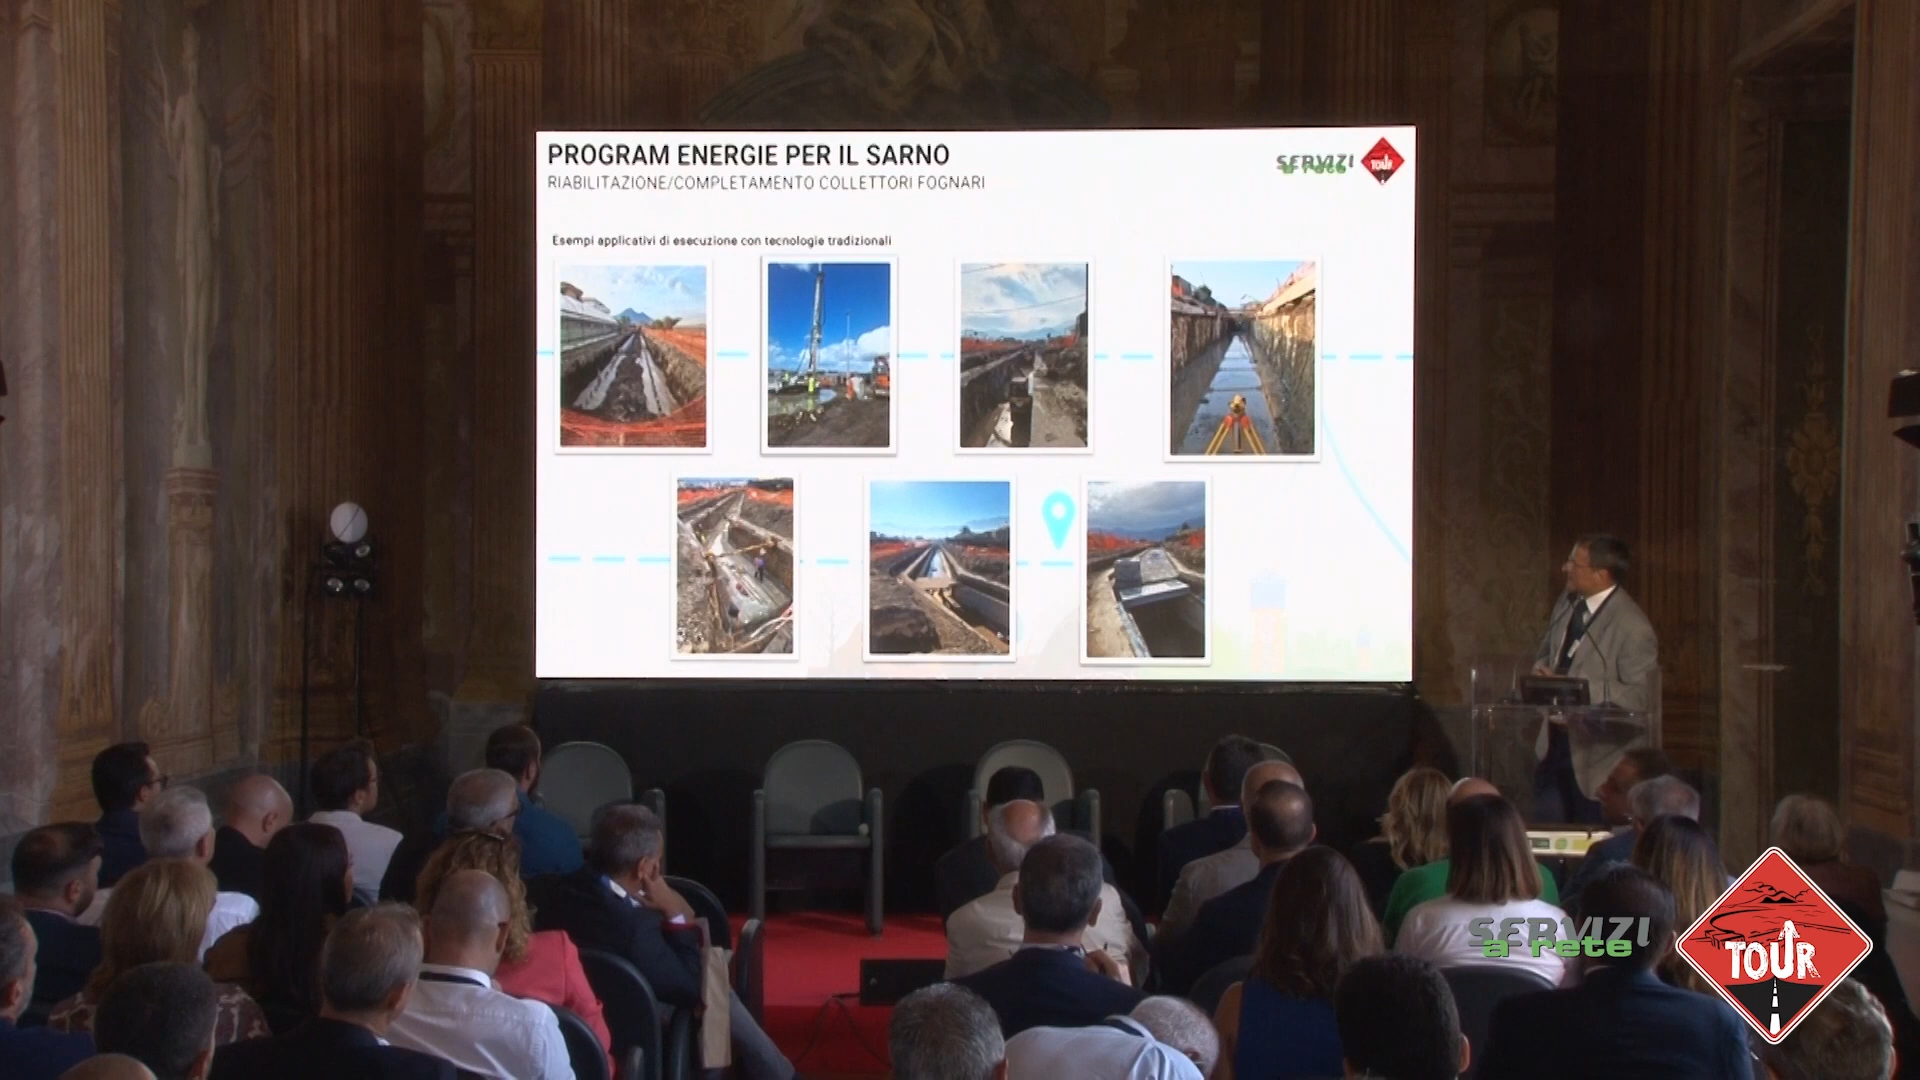 PROGRAM ENERGIE PER IL SARNO
RIABILITAZIONE/COMPLETAMENTO COLLETTORI FOGNARI
SERVIZI
a rete
TOUR
Esempi applicativi di esecuzione con tecnologie tradizionali
SERVIZI
a rete
TOUR